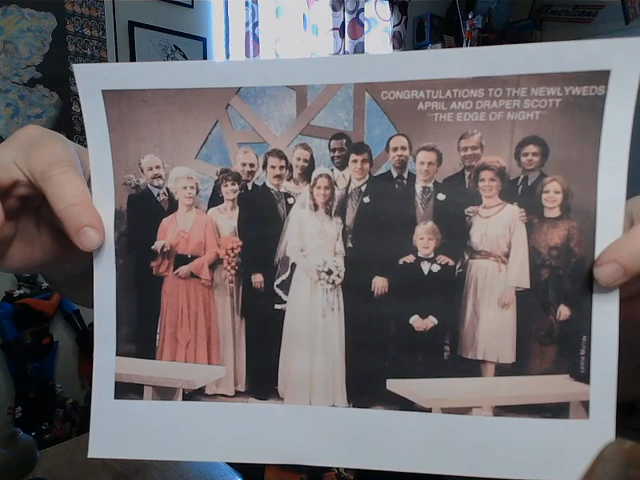 CONGRATULATIONS TO THE NEWLYWEDS
APRIL AND DRAPER SCOTT
"THE EDGE OF NIGHT"